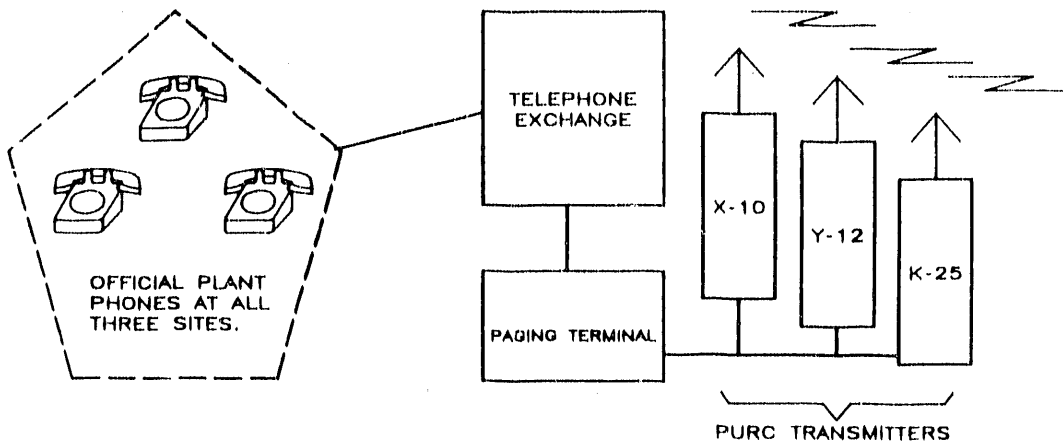 OFFICIAL PLANT
PHONES AT ALL
THREE SITES.
TELEPHONE
EXCHANGE
PAGING TERMINAL
X-10
Y-12
K-25
PURC TRANSMITTERS